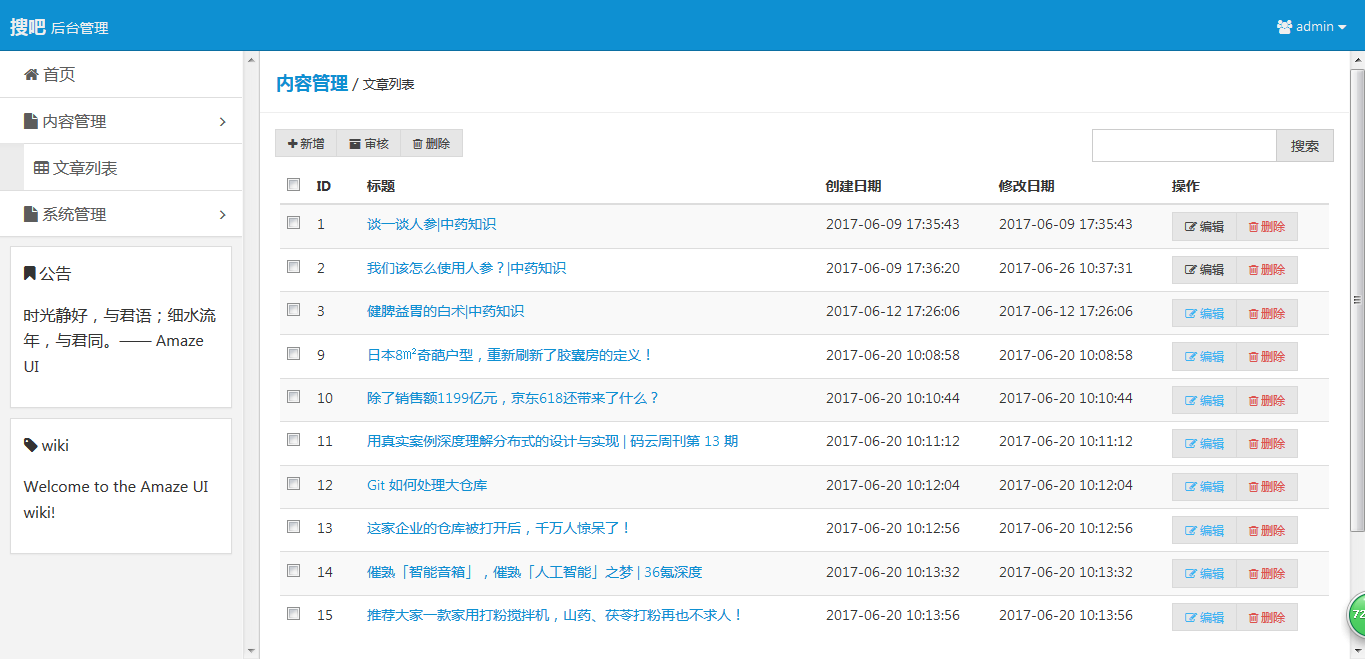 搜吧 后台管理
admin
首页
内容管理
文章列表
系统管理
公告
时光静好，与君语；细水流
年，与君同。—— Amaze
UI
wiki
Welcome to the Amaze UI
wiki!
内容管理 / 文章列表
新增 审核 删除
搜索
ID 标题 创建日期 修改日期 操作
1 谈一谈人参|中药知识 2017-06-09 17:35:43 2017-06-09 17:35:43 编辑 删除
2 我们该怎么使用人参？|中药知识 2017-06-09 17:36:20 2017-06-26 10:37:31 编辑 删除
3 健脾益胃的白术|中药知识 2017-06-12 17:26:06 2017-06-12 17:26:06 编辑 删除
9 日本8㎡奇葩户型，重新刷新了胶囊房的定义！ 2017-06-20 10:08:58 2017-06-20 10:08:58 编辑 删除
10 除了销售额1199亿元，京东618还带来了什么？ 2017-06-20 10:10:44 2017-06-20 10:10:44 编辑 删除
11 用真实案例深度理解分布式的设计与实现 | 码云周刊第 13 期 2017-06-20 10:11:12 2017-06-20 10:11:12 编辑 删除
12 Git 如何处理大仓库 2017-06-20 10:12:04 2017-06-20 10:12:04 编辑 删除
13 这家企业的仓库被打开后，千万人惊呆了！ 2017-06-20 10:12:56 2017-06-20 10:12:56 编辑 删除
14 催熟「智能音箱」，催熟「人工智能」之梦 | 36氪深度 2017-06-20 10:13:32 2017-06-20 10:13:32 编辑 删除
15 推荐大家一款家用打粉搅拌机，山药、茯苓打粉再也不求人！ 2017-06-20 10:13:56 2017-06-20 10:13:56 编辑 删除
72